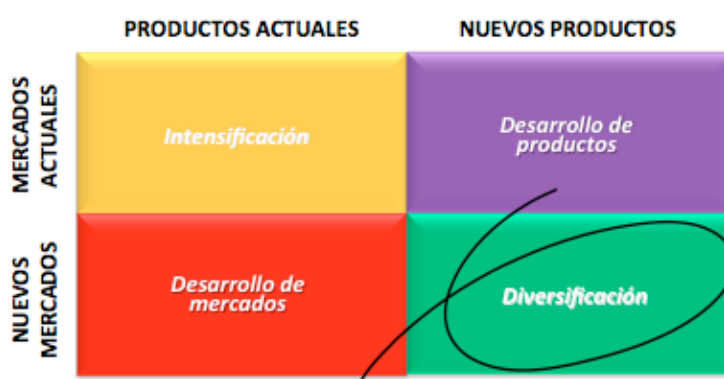 PRODUCTOS ACTUALES
NUEVOS PRODUCTOS
MERCADOS
ACTUALES
Intensificación
Desarrollo de
productos
NUEVOS
MERCADOS
Desarrollo de
mercados
Diversificación